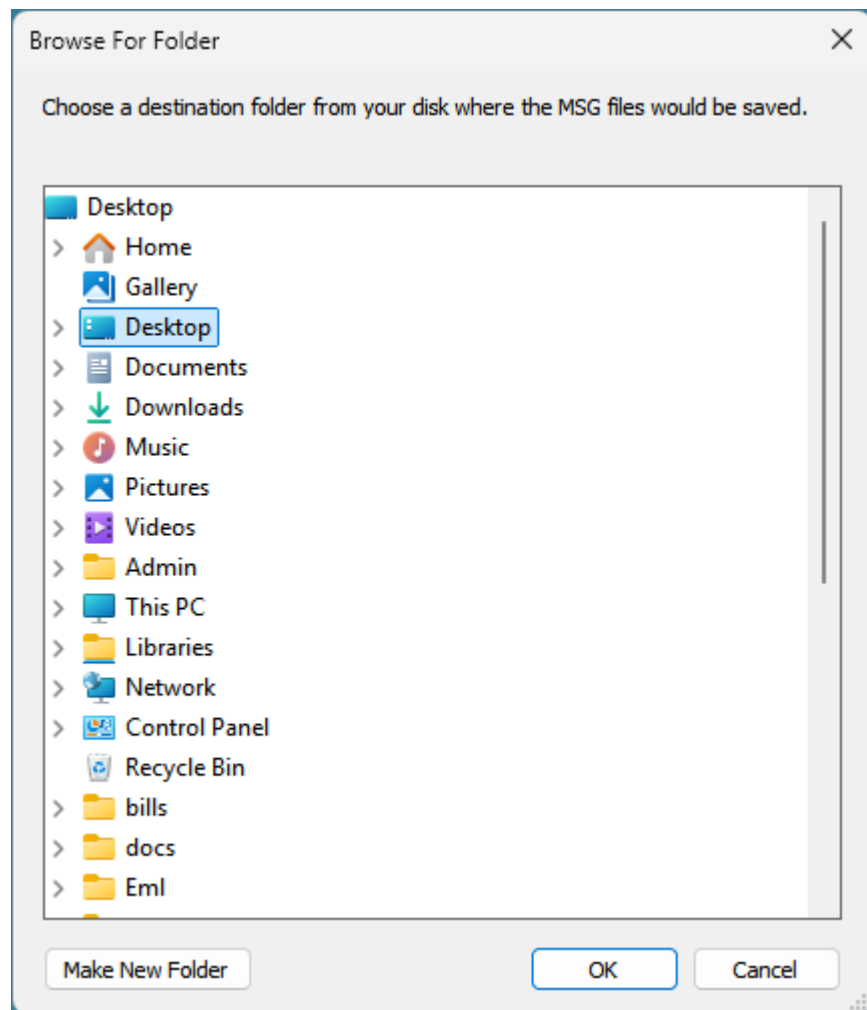 Browse For Folder
Choose a destination folder from your disk where the MSG files would be saved.
Desktop
Home
Gallery
Desktop
Documents
Downloads
Music
Pictures
Videos
Admin
This PC
Libraries
Network
Control Panel
Recycle Bin
bills
docs
Eml
Make New Folder
OK
Cancel